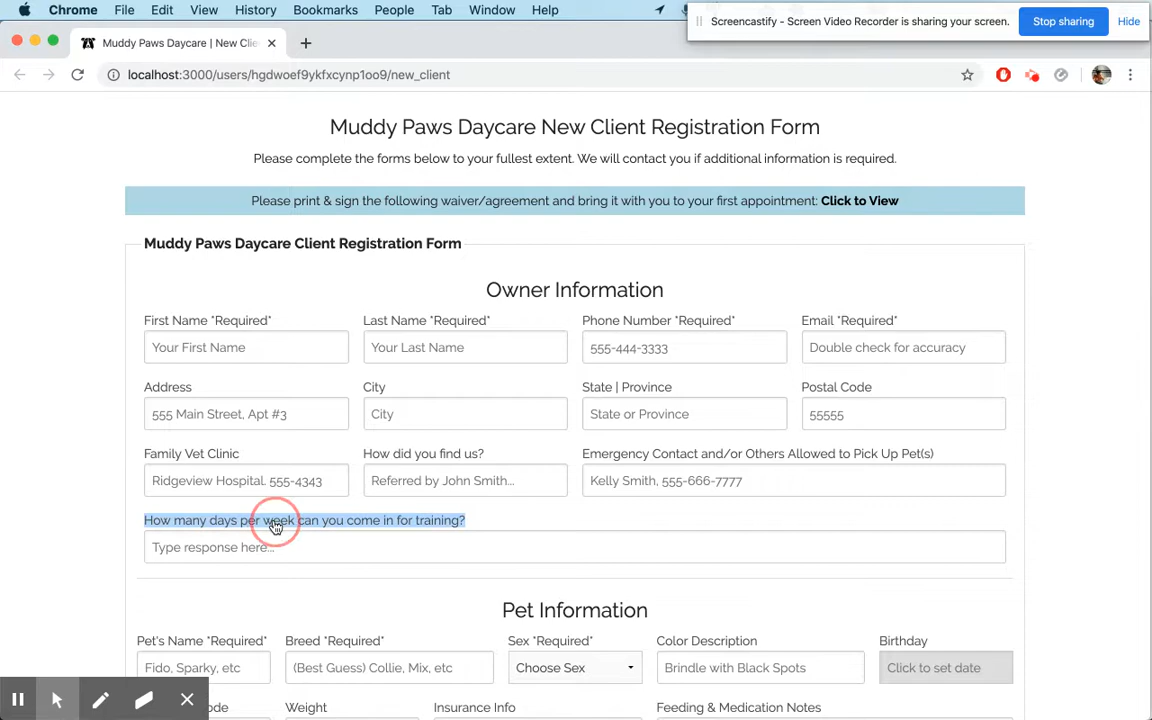 Chrome File Edit View History Bookmarks People Tab Window Help
Screencastify - Screen Video Recorder is sharing your screen. Stop sharing Hide
Muddy Paws Daycare | New Clie
localhost:3000/users/hgdwoef9ykfxcynp1oo9/new_client
Muddy Paws Daycare New Client Registration Form
Please complete the forms below to your fullest extent. We will contact you if additional information is required.
Please print & sign the following waiver/agreement and bring it with you to your first appointment: Click to View
Muddy Paws Daycare Client Registration Form
Owner Information
First Name *Required* Last Name *Required* Phone Number *Required* Email *Required*
Your First Name Your Last Name 555-444-3333 Double check for accuracy
Address City State | Province Postal Code
555 Main Street, Apt #3 City State or Province 55555
Family Vet Clinic How did you find us? Emergency Contact and/or Others Allowed to Pick Up Pet(s)
Ridgeview Hospital. 555-4343 Referred by John Smith... Kelly Smith, 555-666-7777
How many days per week can you come in for training?
Type response here...
Pet Information
Pet's Name *Required* Breed *Required* Sex *Required* Color Description Birthday
Fido, Sparky, etc (Best Guess) Collie, Mix, etc Choose Sex Brindle with Black Spots Click to set date
Weight Insurance Info Feeding & Medication Notes